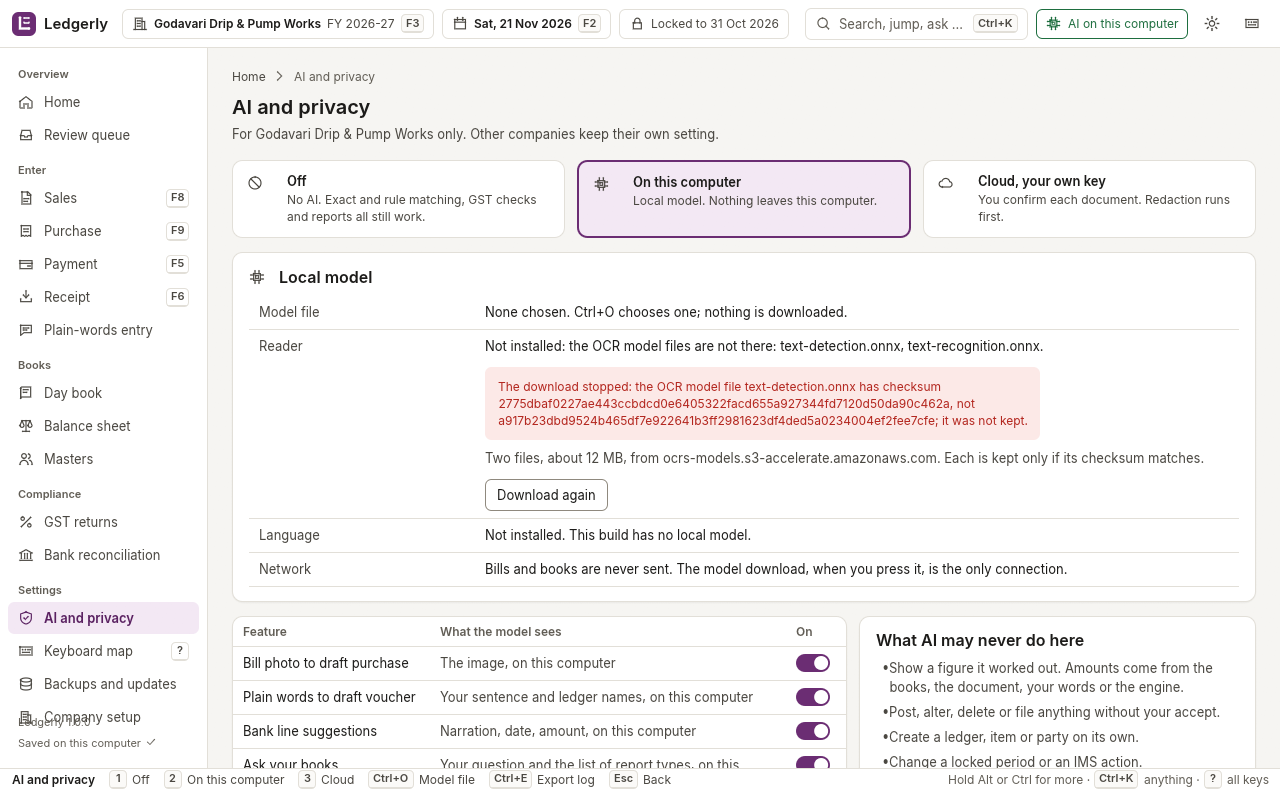 Ledgerly
Godavari Drip & Pump Works FY 2026-27 F3
Sat, 21 Nov 2026 F2
Locked to 31 Oct 2026
Search, jump, ask ... Ctrl+K
AI on this computer
Overview
Home
Review queue
Enter
Sales F8
Purchase F9
Payment F5
Receipt F6
Plain-words entry
Books
Day book
Balance sheet
Masters
Compliance
GST returns
Bank reconciliation
Settings
AI and privacy
Keyboard map ?
Backups and updates
Company setup
Saved on this computer
Home > AI and privacy
AI and privacy
For Godavari Drip & Pump Works only. Other companies keep their own setting.
Off
No AI. Exact and rule matching, GST checks
and reports all still work.
On this computer
Local model. Nothing leaves this computer.
Cloud, your own key
You confirm each document. Redaction runs
first.
Local model
Model file None chosen. Ctrl+O chooses one; nothing is downloaded.
Reader Not installed: the OCR model files are not there: text-detection.onnx, text-recognition.onnx.
The download stopped: the OCR model file text-detection.onnx has checksum
2775dbaf0227ae443ccbdcd0e6405322facd655a927344fd7120d50da90c462a, not
a917b23dbd9524b465df7e922641b3ff2981623df4ded5a0234004ef2fee7cfe; it was not kept.
Two files, about 12 MB, from ocrs-models.s3-accelerate.amazonaws.com. Each is kept only if its checksum matches.
Download again
Language Not installed. This build has no local model.
Network Bills and books are never sent. The model download, when you press it, is the only connection.
Feature What the model sees On
Bill photo to draft purchase The image, on this computer
Plain words to draft voucher Your sentence and ledger names, on this computer
Bank line suggestions Narration, date, amount, on this computer
Ask your books Your question and the list of report types, on this
What AI may never do here
•Show a figure it worked out. Amounts come from the
books, the document, your words or the engine.
•Post, alter, delete or file anything without your accept.
•Create a ledger, item or party on its own.
•Change a locked period or an IMS action.
AI and privacy 1 Off 2 On this computer 3 Cloud Ctrl+O Model file Ctrl+E Export log Esc Back
Hold Alt or Ctrl for more · Ctrl+K anything · ? all keys